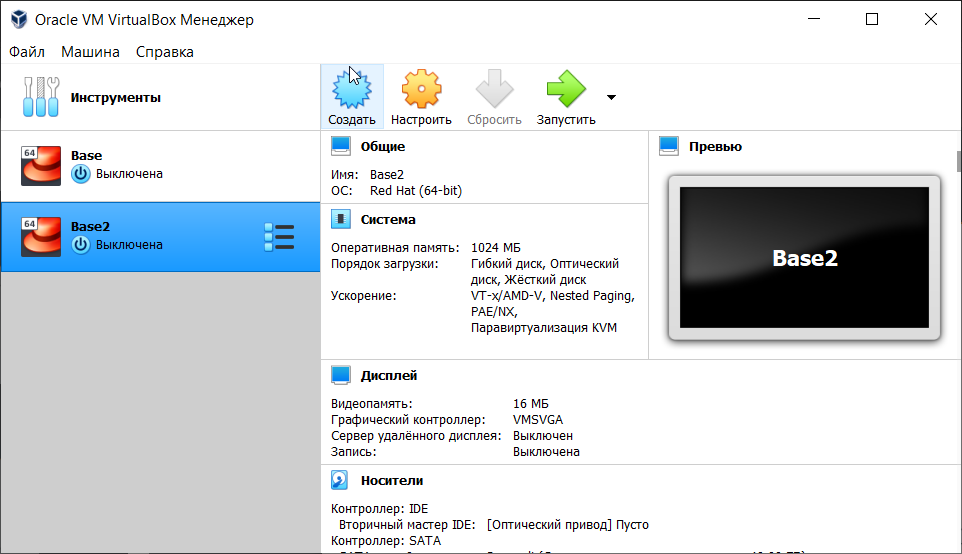 Oracle VM VirtualBox Менеджер
Файл Машина Справка
Инструменты
Создать Настроить Сбросить Запустить
64
Base
Выключена
64
Base2
Выключена
Общие
Имя: Base2
ОС: Red Hat (64-bit)
Превью
Base2
Система
Оперативная память: 1024 МБ
Порядок загрузки: Гибкий диск, Оптический
диск, Жёсткий диск
Ускорение: VT-x/AMD-V, Nested Paging,
PAE/NX,
Паравиртуализация KVM
Дисплей
Видеопамять: 16 МБ
Графический контроллер: VMSVGA
Сервер удалённого дисплея: Выключен
Запись: Выключена
Носители
Контроллер: IDE
Вторичный мастер IDE: [Оптический привод] Пусто
Контроллер: SATA